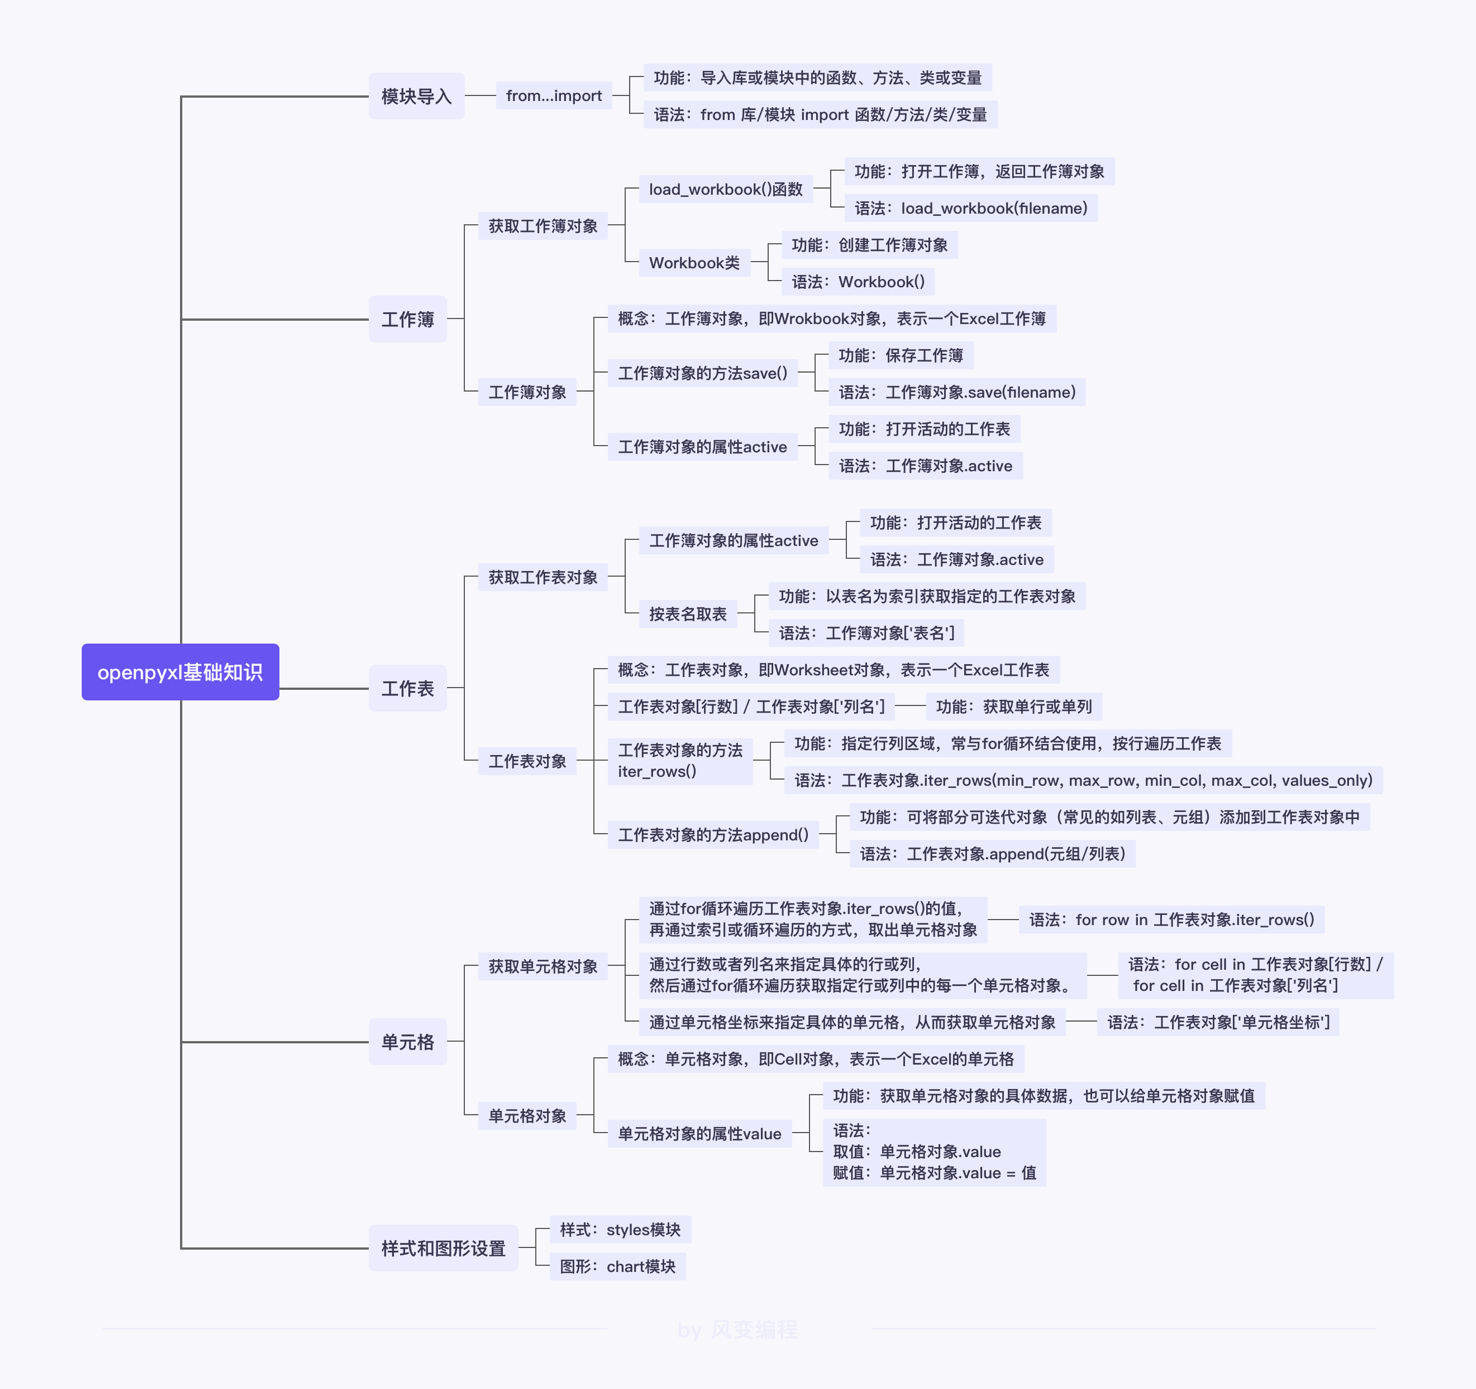 模块导入
from...import
功能：导入库或模块中的函数、方法、类或变量
语法：from 库/模块 import 函数/方法/类/变量
工作簿
获取工作簿对象
load_workbook()函数
功能：打开工作簿，返回工作簿对象
语法：load_workbook(filename)
Workbook类
功能：创建工作簿对象
语法：Workbook()
工作簿对象
概念：工作簿对象，即Wrokbook对象，表示一个Excel工作簿
工作簿对象的方法save()
功能：保存工作簿
语法：工作簿对象.save(filename)
工作簿对象的属性active
功能：打开活动的工作表
语法：工作簿对象.active
openpyxl基础知识
工作表
获取工作表对象
工作簿对象的属性active
功能：打开活动的工作表
语法：工作簿对象.active
按表名取表
功能：以表名为索引获取指定的工作表对象
语法：工作簿对象['表名']
工作表对象
概念：工作表对象，即Worksheet对象，表示一个Excel工作表
工作表对象[行数] / 工作表对象['列名']
功能：获取单行或单列
工作表对象的方法
iter_rows()
功能：指定行列区域，常与for循环结合使用，按行遍历工作表
语法：工作表对象.iter_rows(min_row, max_row, min_col, max_col, values_only)
工作表对象的方法append()
功能：可将部分可迭代对象（常见的如列表、元组）添加到工作表对象中
语法：工作表对象.append(元组/列表)
单元格
获取单元格对象
通过for循环遍历工作表对象.iter_rows()的值，
再通过索引或循环遍历的方式，取出单元格对象
语法：for row in 工作表对象.iter_rows()
通过行数或者列名来指定具体的行或列，
然后通过for循环遍历获取指定行或列中的每一个单元格对象。
语法：for cell in 工作表对象[行数] /
for cell in 工作表对象['列名']
通过单元格坐标来指定具体的单元格，从而获取单元格对象
语法：工作表对象['单元格坐标']
单元格对象
概念：单元格对象，即Cell对象，表示一个Excel的单元格
单元格对象的属性value
功能：获取单元格对象的具体数据，也可以给单元格对象赋值
语法：
取值：单元格对象.value
赋值：单元格对象.value = 值
样式和图形设置
样式：styles模块
图形：chart模块
by 风变编程